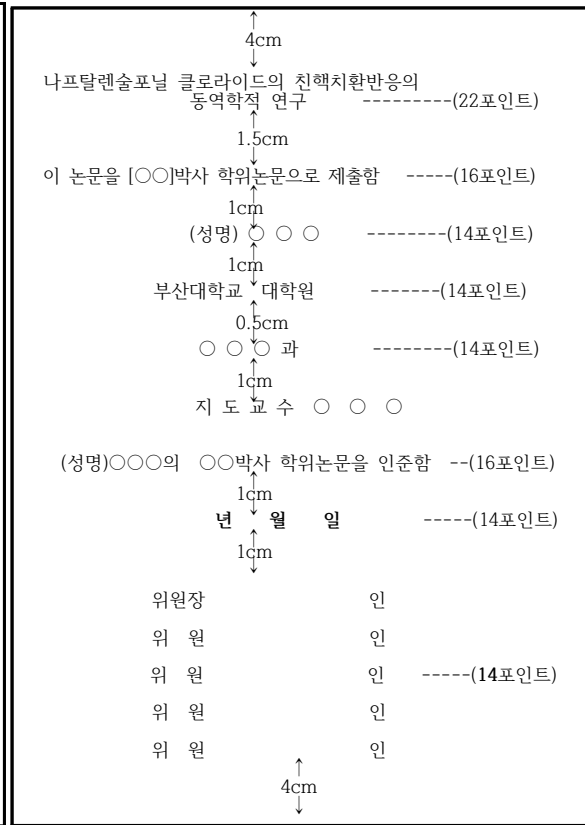 4cm
나프탈렌술포닐 클로라이드의 친핵치환반응의
동역학적 연구 ---------(22포인트)
1.5cm
이 논문을 [○○]박사 학위논문으로 제출함 -----(16포인트)
1cm
(성명) ○ ○ ○ --------(14포인트)
1cm
부산대학교 대학원 -------(14포인트)
0.5cm
○ ○ ○ 과 --------(14포인트)
1cm
지 도 교 수 ○ ○ ○
(성명)○○○의 ○○박사 학위논문을 인준함 --(16포인트)
1cm
년 월 일 -----(14포인트)
1cm
위원장 인
위 원 인
위 원 인 -----(14포인트)
위 원 인
위 원 인
4cm